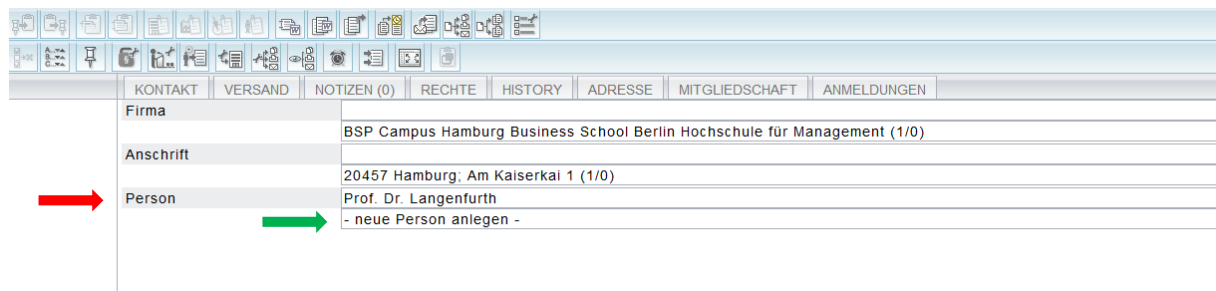 KONTAKT VERSAND NOTIZEN (0) RECHTE HISTORY ADRESSE MITGLIEDSCHAFT ANMELDUNGEN
Firma
BSP Campus Hamburg Business School Berlin Hochschule für Management (1/0)
Anschrift
20457 Hamburg; Am Kaiserkai 1 (1/0)
Person Prof. Dr. Langenfurth
- neue Person anlegen -